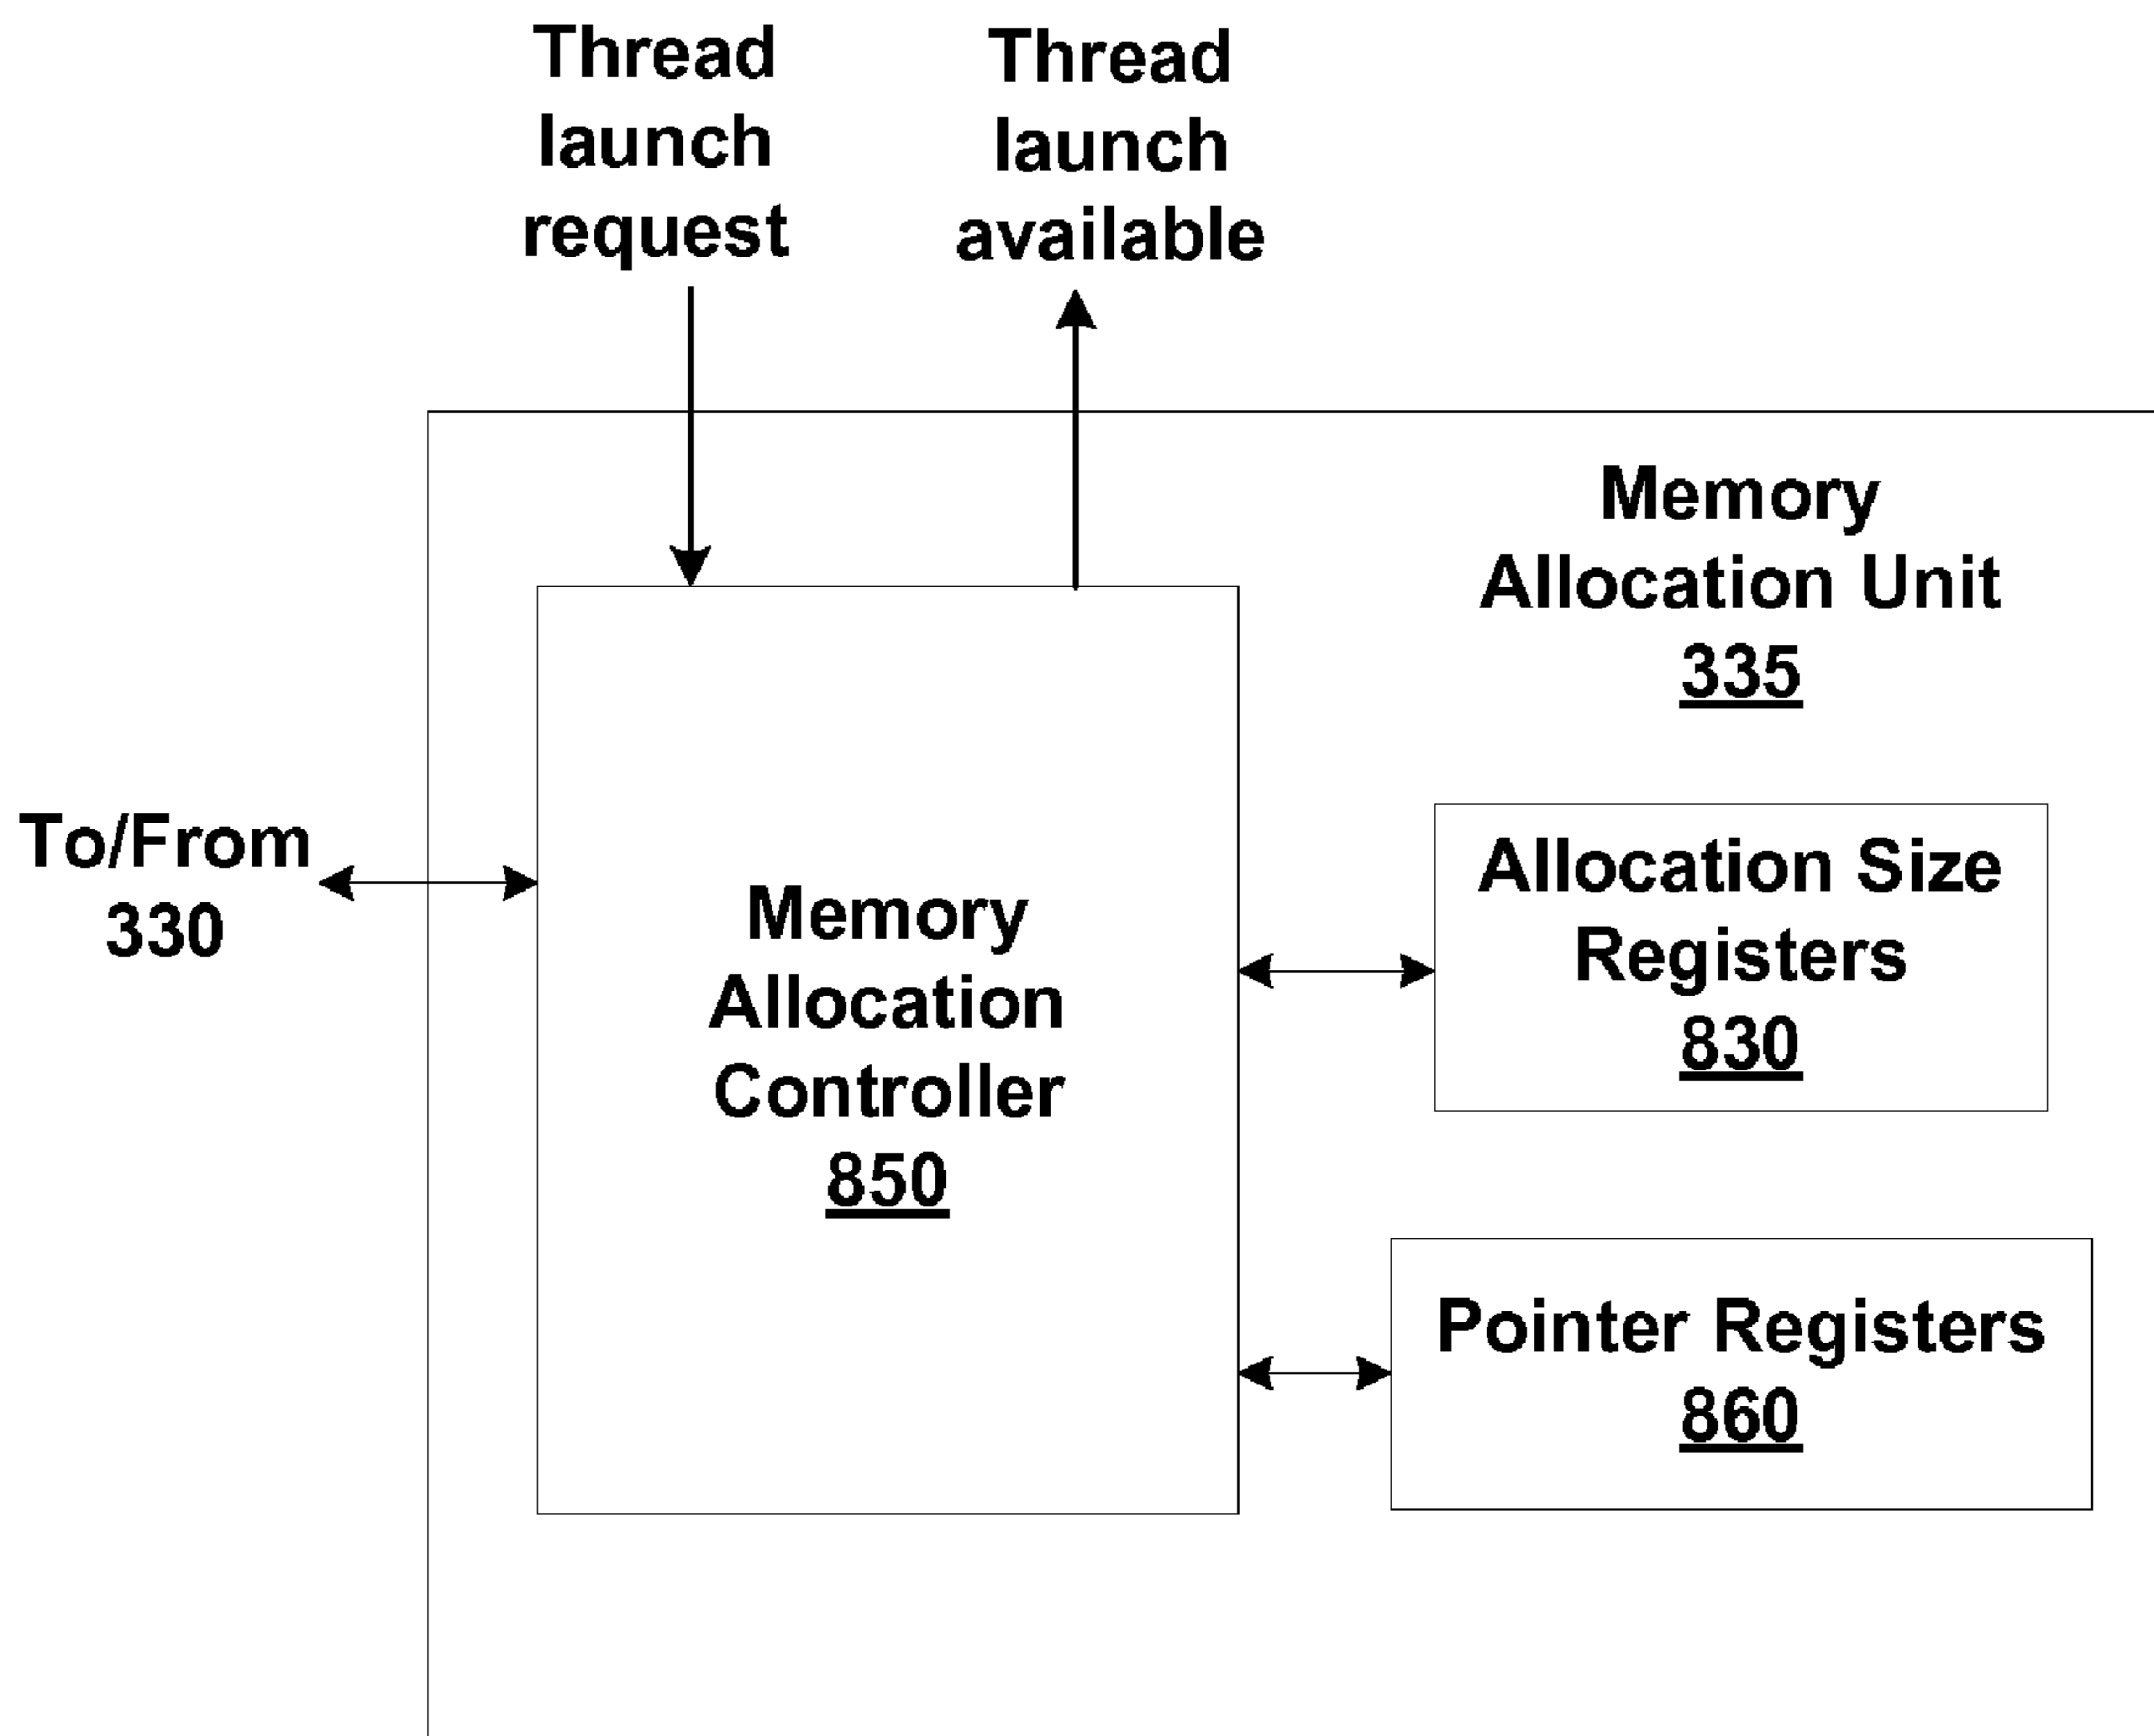 Thread
launch
request
Thread
launch
available
Memory
Allocation Unit
335
To/From
330
Memory
Allocation
Controller
850
Allocation Size
Registers
830
Pointer Registers
860